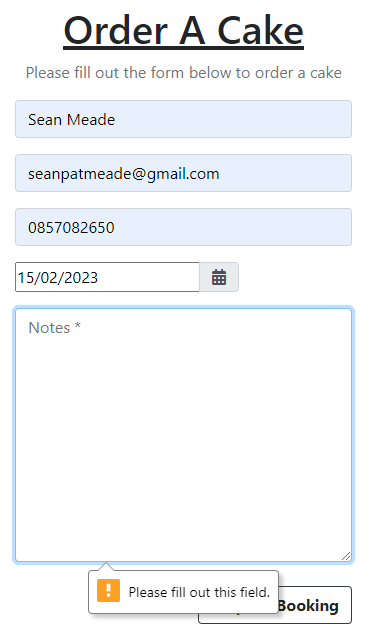 Order A Cake
Please fill out the form below to order a cake
Sean Meade
seanpatmeade@gmail.com
0857082650
15/02/2023
Notes *
Please fill out this field.
Booking